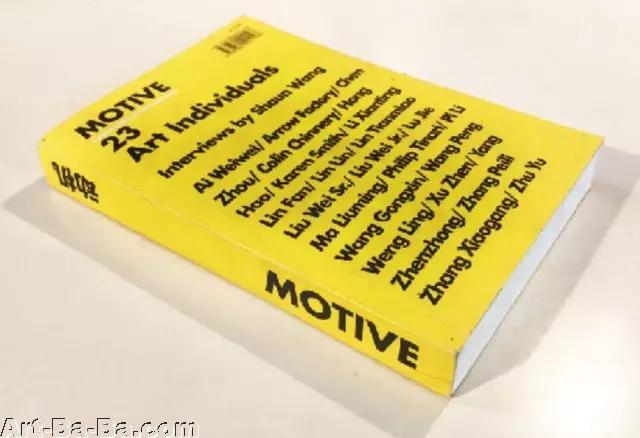 MOTIVE
23
Art Individuals
Interviews by Shaun Wang
Ai Weiwei/ Arrow Factory/ Chen
Zhou/ Colin Chinnery/ Hong
Hao/ Karen Smith/ Li Xianting
Lin Fan/ Lin Lin/ Lin Tianmiao
Liu Wei Sr./ Liu Wei Jr./ Lu Jie
Ma Liuming/ Philip Tinari/ Pi Li
Wang Gongxin/ Wang Peng
Weng Ling/ Xu Zhen/ Yang
Zhenzhong/ Zhang Peili
Zhang Xiaogang/ Zhu Yu
MOTIVE
Art-Ba-Ba.com